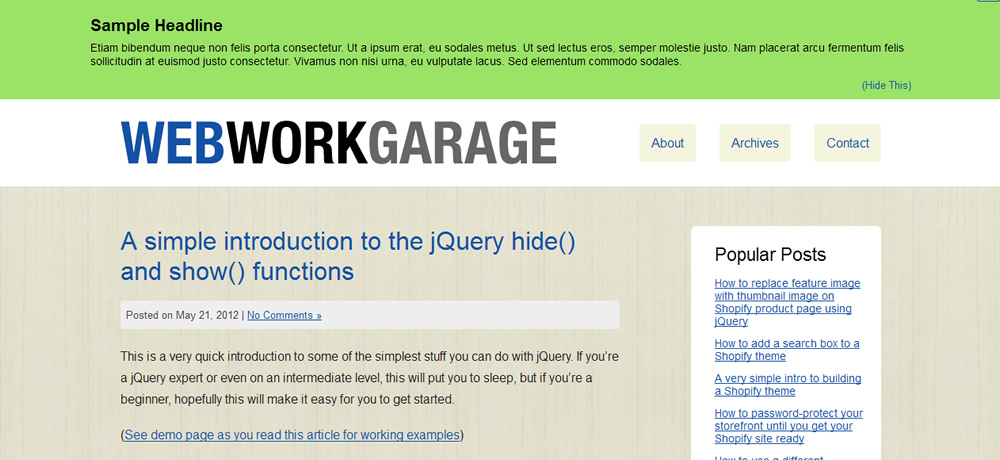 Sample Headline
Etiam bibendum neque non felis porta consectetur. Ut a ipsum erat, eu sodales metus. Ut sed lectus eros, semper molestie justo. Nam placerat arcu fermentum felis
sollicitudin at euismod justo consectetur. Vivamus non nisi urna, eu vulputate lacus. Sed elementum commodo sodales.
(Hide This)
WEBWORKGARAGE
About
Archives
Contact
A simple introduction to the jQuery hide()
and show() functions
Posted on May 21, 2012 | No Comments »
This is a very quick introduction to some of the simplest stuff you can do with jQuery. If you’re
a jQuery expert or even on an intermediate level, this will put you to sleep, but if you’re a
beginner, hopefully this will make it easy for you to get started.
(See demo page as you read this article for working examples)
Popular Posts
How to replace feature image
with thumbnail image on
Shopify product page using
jQuery
How to add a search box to a
Shopify theme
A very simple intro to building
a Shopify theme
How to password-protect your
storefront until you get your
Shopify site ready
How to use a different